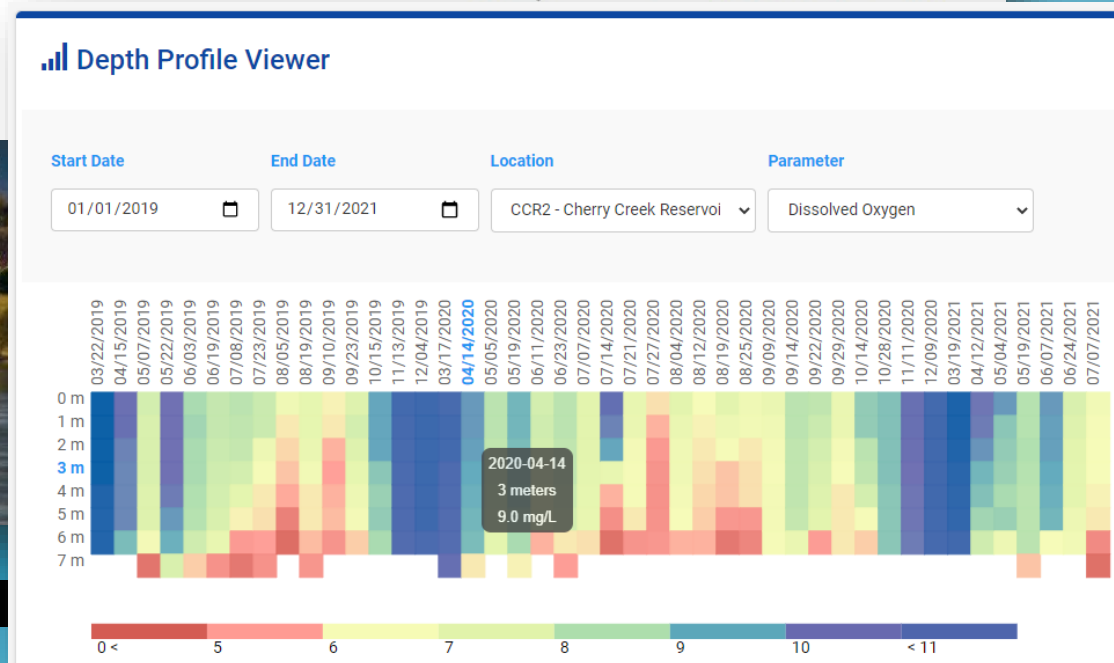 Depth Profile Viewer
Start Date End Date Location Parameter
01/01/2019 12/31/2021 CCR2 - Cherry Creek Reservoi Dissolved Oxygen
03/22/2019 04/15/2019 05/07/2019 05/22/2019 06/03/2019 06/19/2019 07/08/2019 07/23/2019 08/05/2019 08/19/2019 09/10/2019 09/23/2019 10/15/2019 11/13/2019 12/04/2019 03/17/2020 04/14/2020 05/05/2020 05/19/2020 06/11/2020 06/23/2020 07/07/2020 07/21/2020 07/27/2020 08/04/2020 08/12/2020 08/19/2020 08/25/2020 09/09/2020 09/14/2020 09/22/2020 09/29/2020 10/14/2020 10/28/2020 11/11/2020 12/09/2020 03/19/2021 04/12/2021 05/04/2021 05/19/2021 06/07/2021 06/24/2021 07/07/2021
0 m
1 m
2 m
3 m
4 m
5 m
6 m
7 m
2020-04-14
3 meters
9.0 mg/L
0 < 5 6 7 8 9 10 < 11